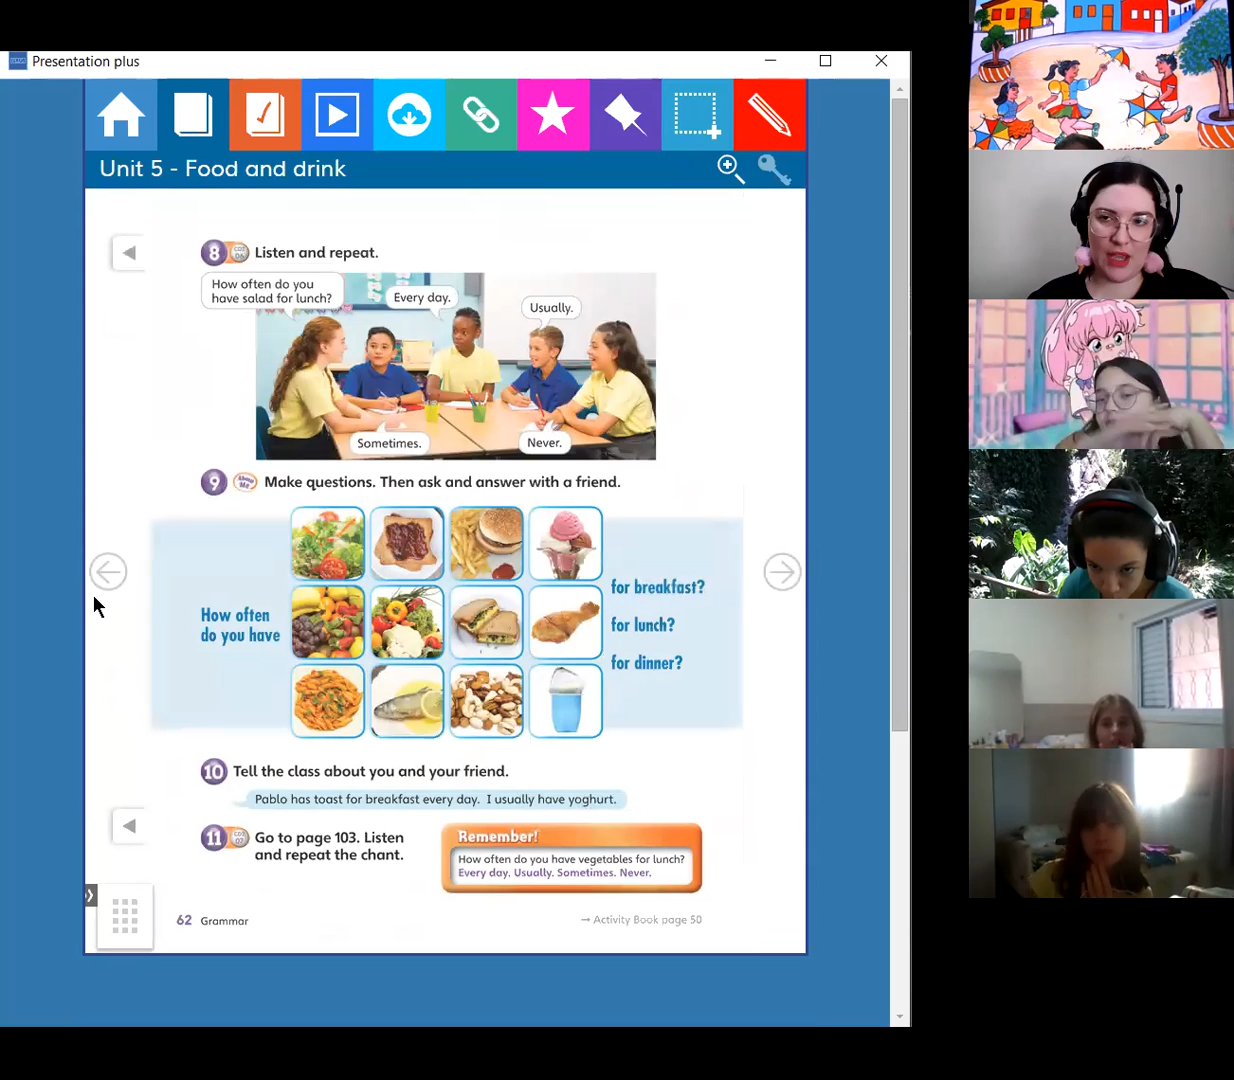 Presentation plus
Unit 5 - Food and drink
8 Listen and repeat.
How often do you
have salad for lunch?
Every day.
Usually.
Sometimes.
Never.
9 About Me Make questions. Then ask and answer with a friend.
How often
do you have
for breakfast?
for lunch?
for dinner?
10 Tell the class about you and your friend.
Pablo has toast for breakfast every day. I usually have yoghurt.
11 Go to page 103. Listen
and repeat the chant.
Remember!
How often do you have vegetables for lunch?
Every day. Usually. Sometimes. Never.
62 Grammar
→ Activity Book page 50